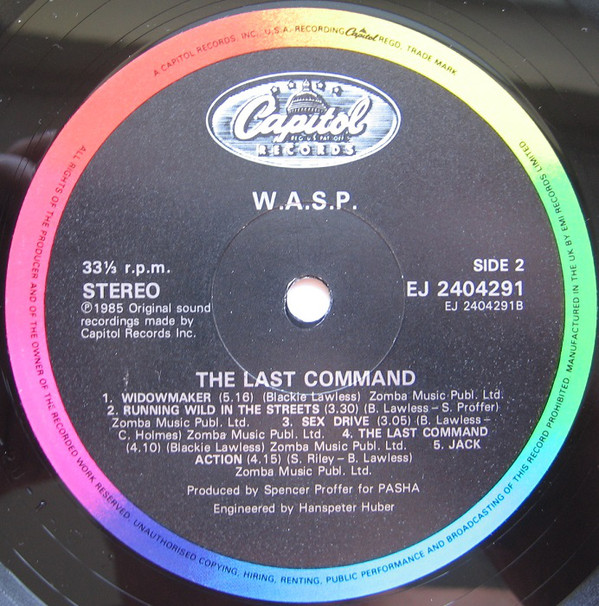 A CAPITOL RECORDS, INC., U.S.A. RECORDING Capitol REGD. TRADE MARK
Capitol
RECORDS
W.A.S.P.
33⅓ r.p.m.
SIDE 2
STEREO
EJ 2404291
℗1985 Original sound
EJ 2404291B
recordings made by
Capitol Records Inc.
THE LAST COMMAND
1. WIDOWMAKER (5.16) (Blackie Lawless) Zomba Music Publ. Ltd.
2. RUNNING WILD IN THE STREETS (3.30) (B. Lawless – S. Proffer)
Zomba Music Publ. Ltd. 3. SEX DRIVE (3.05) (B. Lawless –
C. Holmes) Zomba Music Publ. Ltd. 4. THE LAST COMMAND
(4.10) (Blackie Lawless) Zomba Music Publ. Ltd. 5. JACK
ACTION (4.15) (S. Riley – B. Lawless)
Zomba Music Publ. Ltd.
Produced by Spencer Proffer for PASHA
Engineered by Hanspeter Huber
MANUFACTURED IN THE UK BY EMI RECORDS LIMITED
ALL RIGHTS OF THE PRODUCER AND OF THE OWNER OF THE RECORDED WORK RESERVED. UNAUTHORISED COPYING, HIRING, RENTING, PUBLIC PERFORMANCE AND BROADCASTING OF THIS RECORD PROHIBITED.